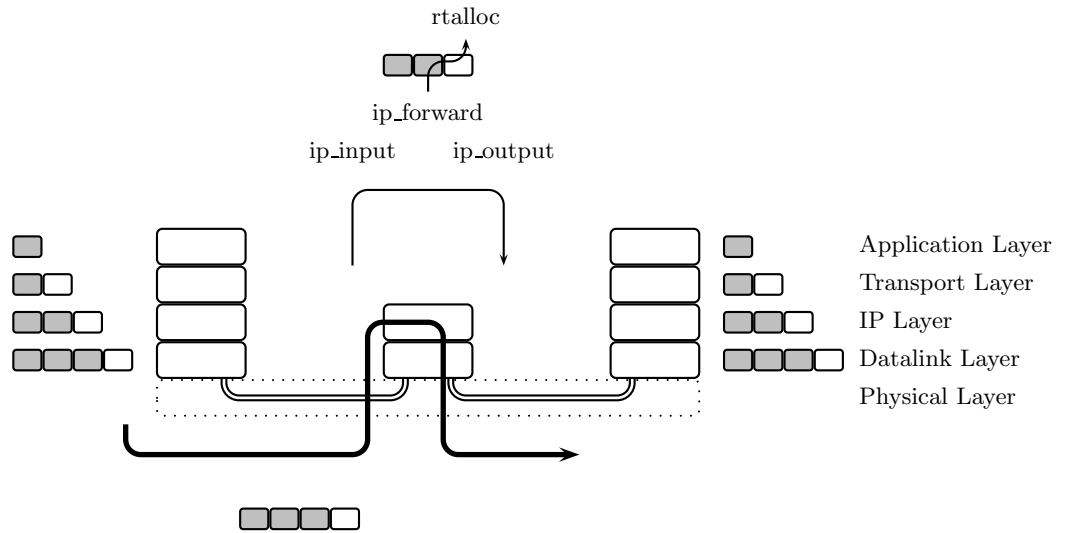 rtalloc
ip_forward
ip_input
ip_output
Application Layer
Transport Layer
IP Layer
Datalink Layer
Physical Layer